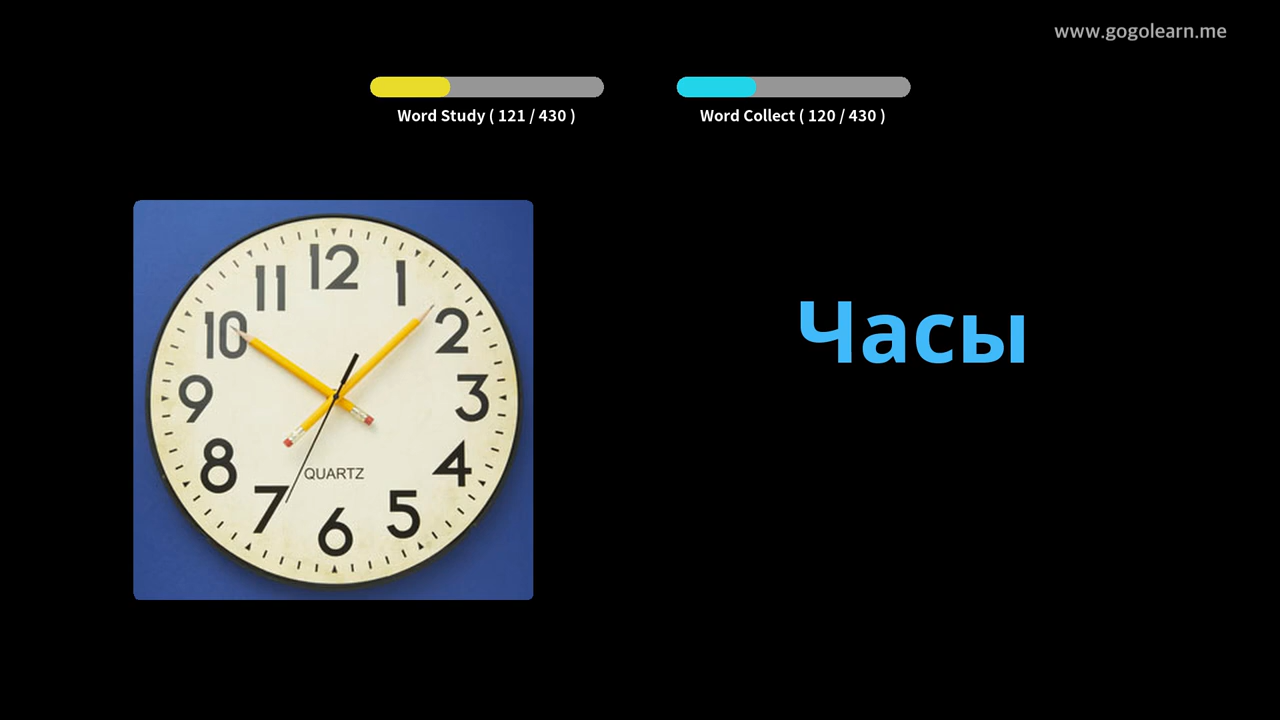 www.gogolearn.me
Word Study ( 121 / 430 )
Word Collect ( 120 / 430 )
12
11
1
10
2
9
3
8
4
7
5
6
QUARTZ
Часы